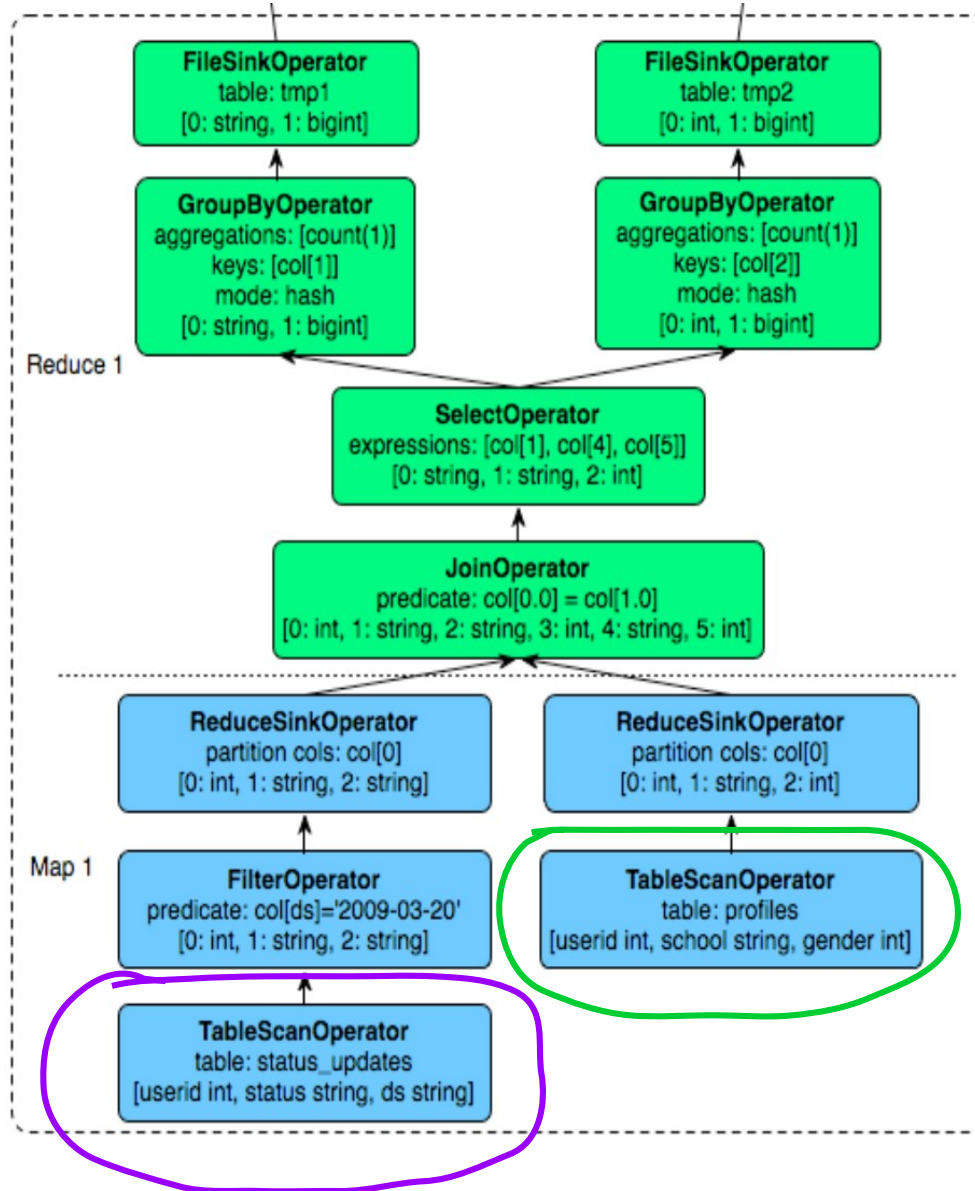 FileSinkOperator
table: tmp1
[0: string, 1: bigint]
FileSinkOperator
table: tmp2
[0: int, 1: bigint]
GroupByOperator
aggregations: [count(1)]
keys: [col[1]]
mode: hash
[0: string, 1: bigint]
GroupByOperator
aggregations: [count(1)]
keys: [col[2]]
mode: hash
[0: int, 1: bigint]
Reduce 1
SelectOperator
expressions: [col[1], col[4], col[5]]
[0: string, 1: string, 2: int]
JoinOperator
predicate: col[0.0] = col[1.0]
[0: int, 1: string, 2: string, 3: int, 4: string, 5: int]
ReduceSinkOperator
partition cols: col[0]
[0: int, 1: string, 2: string]
ReduceSinkOperator
partition cols: col[0]
[0: int, 1: string, 2: int]
Map 1
FilterOperator
predicate: col[ds]='2009-03-20'
[0: int, 1: string, 2: string]
TableScanOperator
table: profiles
[userid int, school string, gender int]
TableScanOperator
table: status_updates
[userid int, status string, ds string]